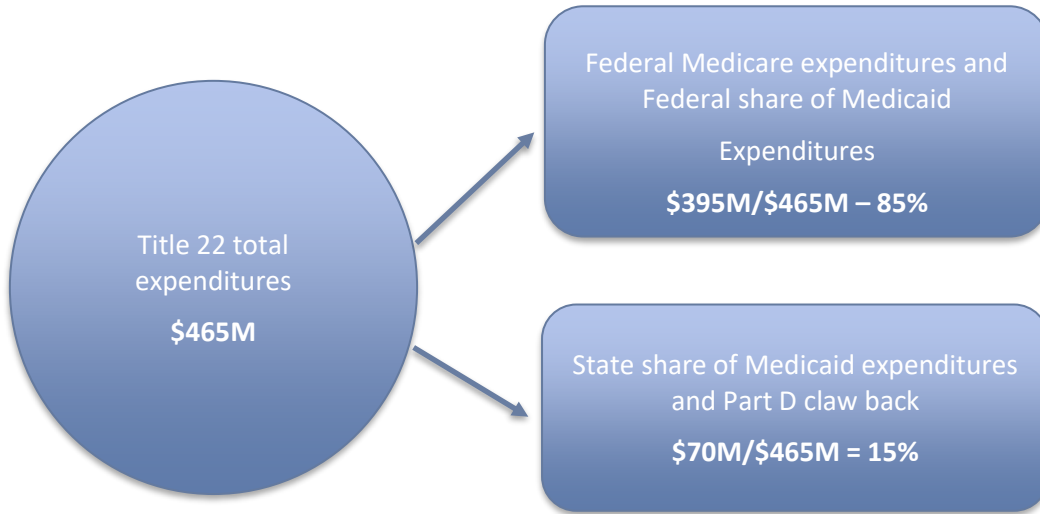 Title 22 total
expenditures
$465M
Federal Medicare expenditures and
Federal share of Medicaid
Expenditures
$395M/$465M – 85%
State share of Medicaid expenditures
and Part D claw back
$70M/$465M = 15%